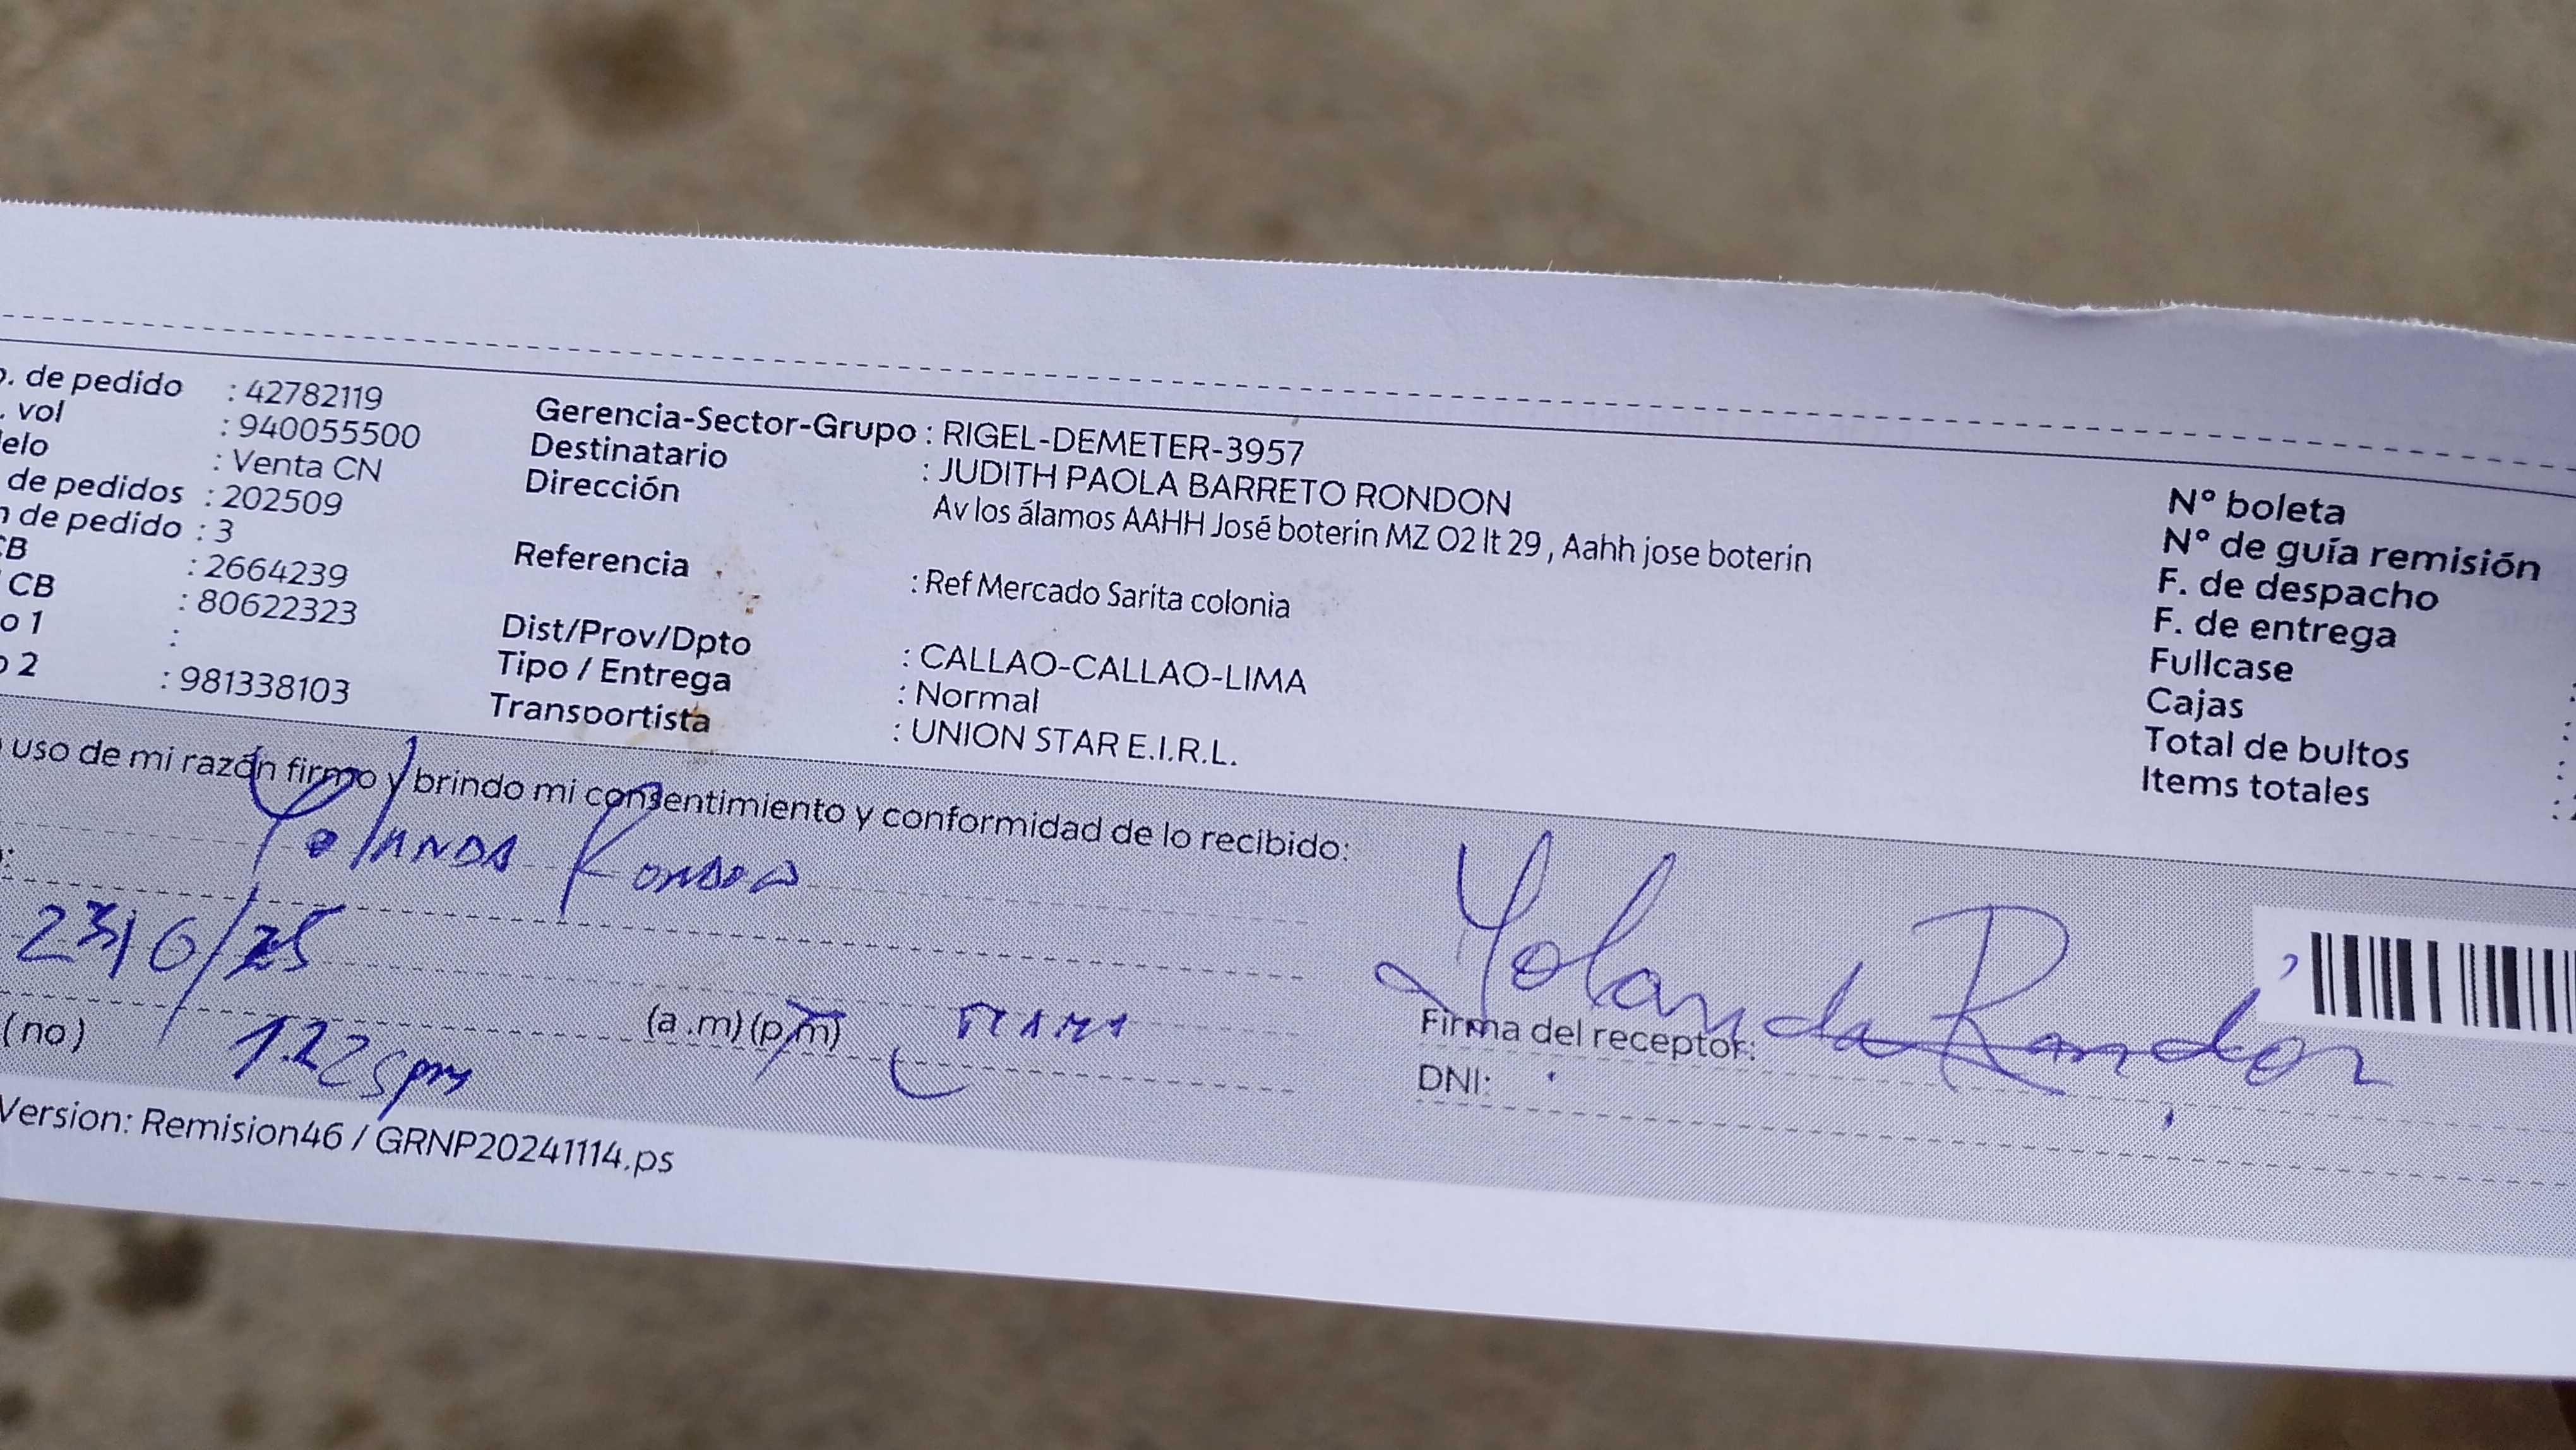 . de pedido : 42782119
. vol : 940055500
elo : Venta CN
de pedidos : 202509
de pedido : 3
CB : 2664239
CB : 80622323
o 1 :
o 2 : 981338103
Gerencia-Sector-Grupo : RIGEL-DEMETER-3957
Destinatario : JUDITH PAOLA BARRETO RONDON
Dirección Av los álamos AAHH José boterin MZ O2 lt 29 , Aahh jose boterin
Referencia : Ref Mercado Sarita colonia
Dist/Prov/Dpto : CALLAO-CALLAO-LIMA
Tipo / Entrega : Normal
Transportista : UNION STAR E.I.R.L.
N° boleta
N° de guía remisión
F. de despacho
F. de entrega
Fullcase
Cajas
Total de bultos
Items totales
uso de mi razón firmo y brindo mi consentimiento y conformidad de lo recibido:
Yolanda Rondon
23/6/25
(no) 1225pm (a .m) (p.m)
Yolanda Rondon
Firma del receptor:
DNI:
Version: Remision46 / GRNP20241114.ps